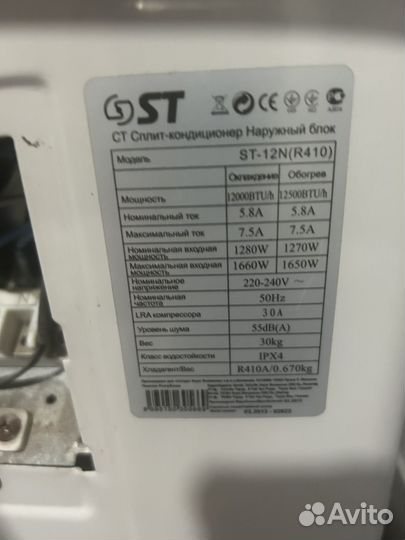 ST
СТ Сплит-кондиционер Наружный блок
Модель ST-12N(R410)
Охлаждение Обогрев
Мощность 12000BTU/h 12500BTU/h
Номинальный ток 5.8A 5.8A
Максимальный ток 7.5A 7.5A
Номинальная входная мощность 1280W 1270W
Максимальная входная мощность 1660W 1650W
Номинальное напряжение 220-240V ~
Номинальная частота 50Hz
LRA компрессора 30A
Уровень шума 55dB(A)
Вес 30kg
Класс водостойкости IPX4
Хладагент/Вес R410A/0.670kg
Avito